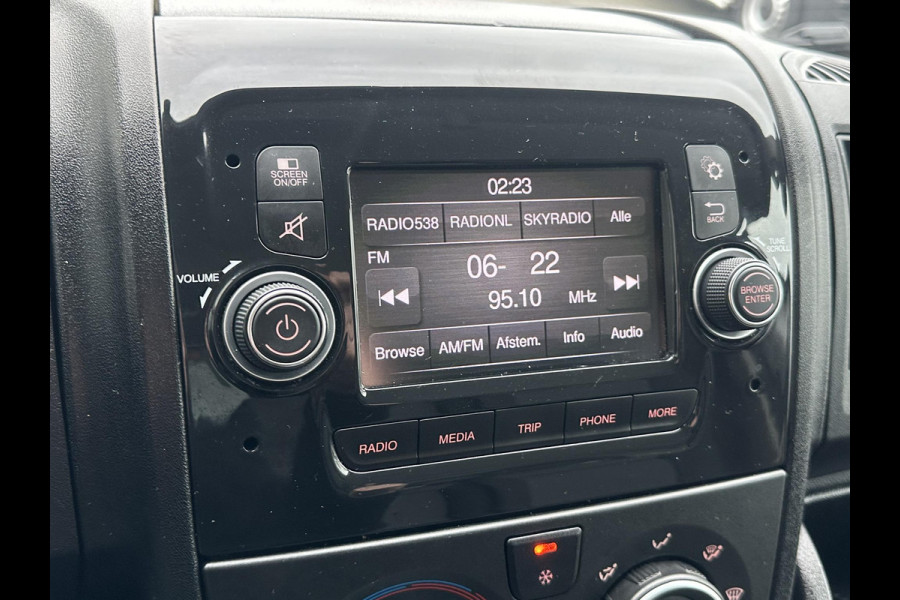 SCREEN
ON/OFF
02:23
RADIO538 RADIONL SKYRADIO Alle
BACK
TUNE
SCROLL
VOLUME
FM
06- 22
95.10 MHz
BROWSE
ENTER
Browse AM/FM Afstem. Info Audio
RADIO MEDIA TRIP PHONE MORE